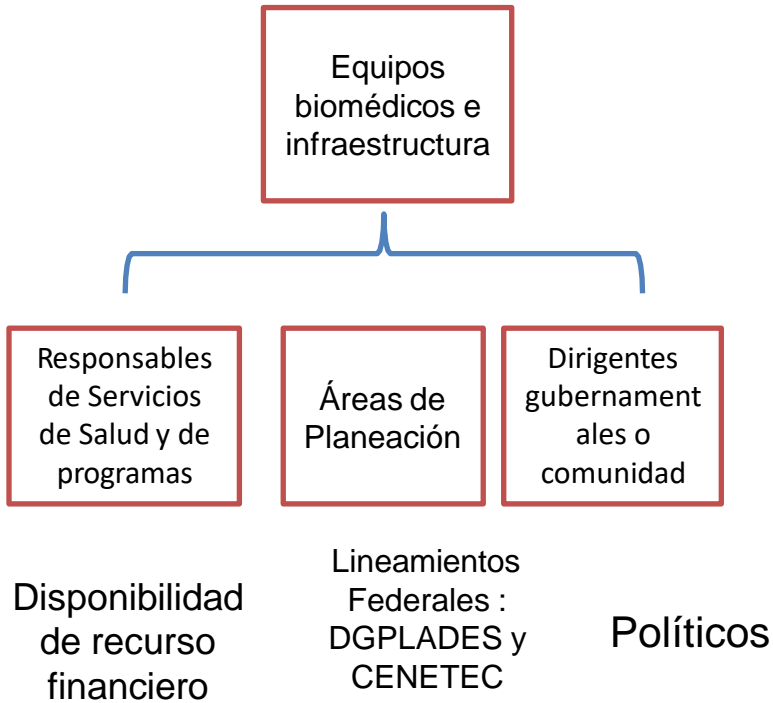 Equipos
biomédicos e
infraestructura
Responsables
de Servicios
de Salud y de
programas
Áreas de
Planeación
Dirigentes
gubernament
ales o
comunidad
Disponibilidad
de recurso
financiero
Lineamientos
Federales :
DGPLADES y
CENETEC
Políticos